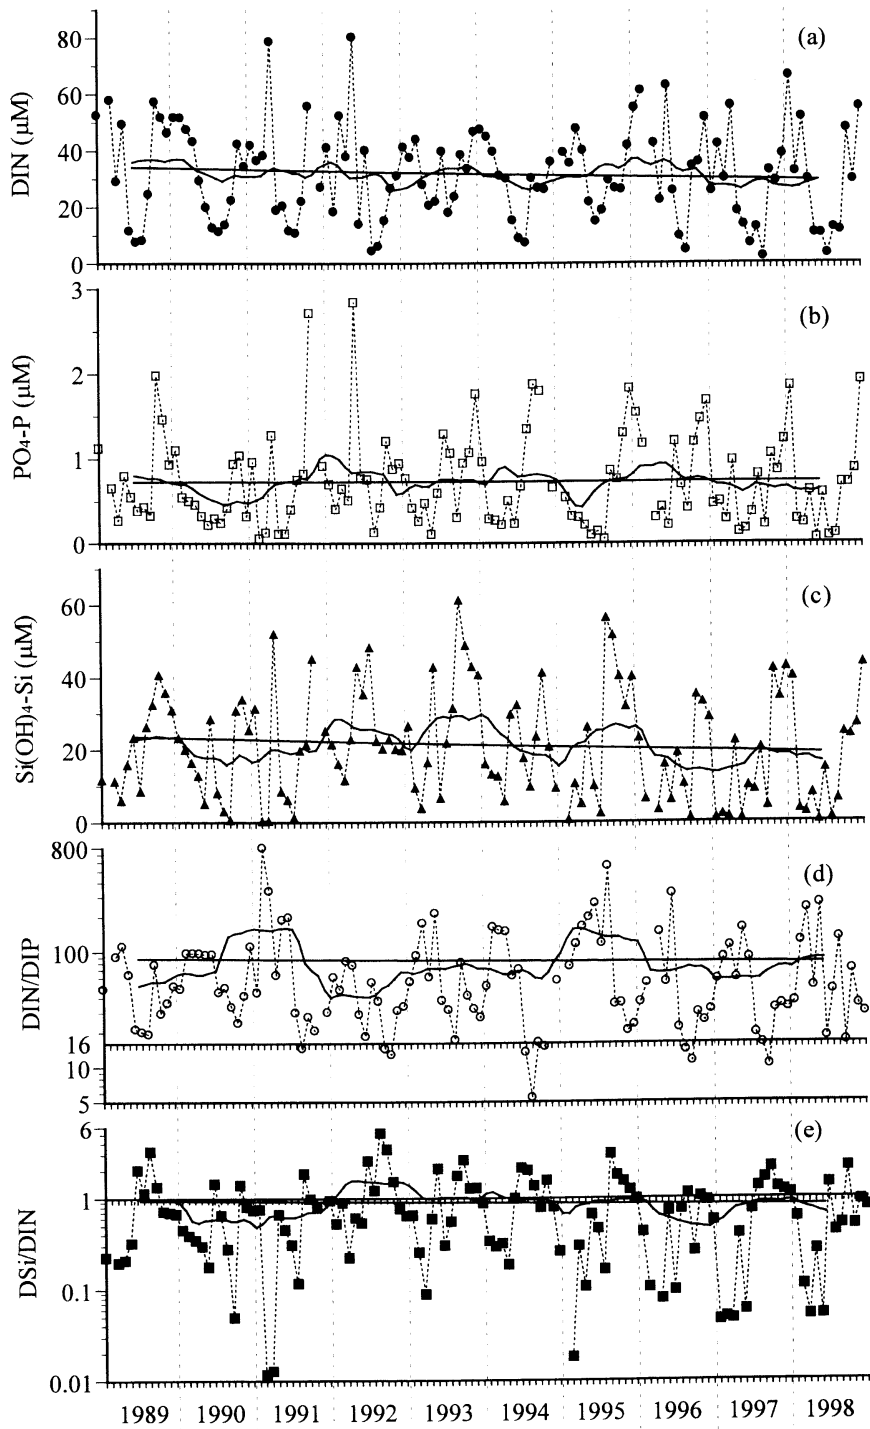 (a)
80
60
40
20
0
DIN (μM)
(b)
3
2
1
0
PO₄-P (μM)
(c)
60
40
20
0
Si(OH)₄-Si (μM)
(d)
800
100
16
10
5
DIN/DIP
(e)
6
1
0.1
0.01
DSi/DIN
1989 1990 1991 1992 1993 1994 1995 1996 1997 1998